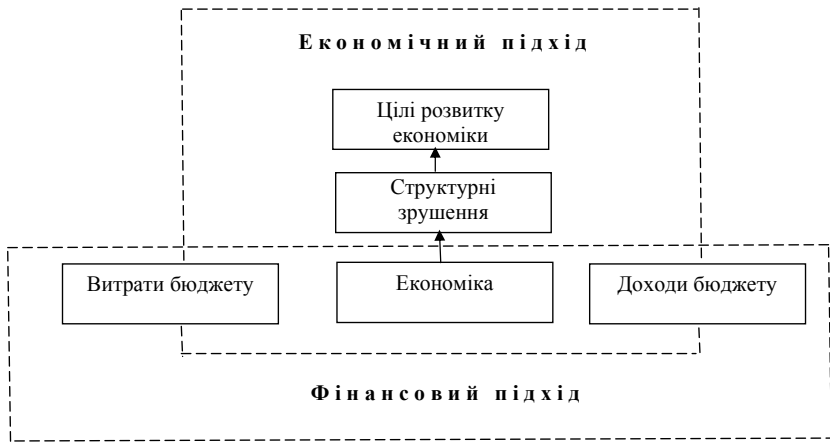 Економічний підхід
Цілі розвитку
економіки
Структурні
зрушення
Витрати бюджету
Економіка
Доходи бюджету
Фінансовий підхід